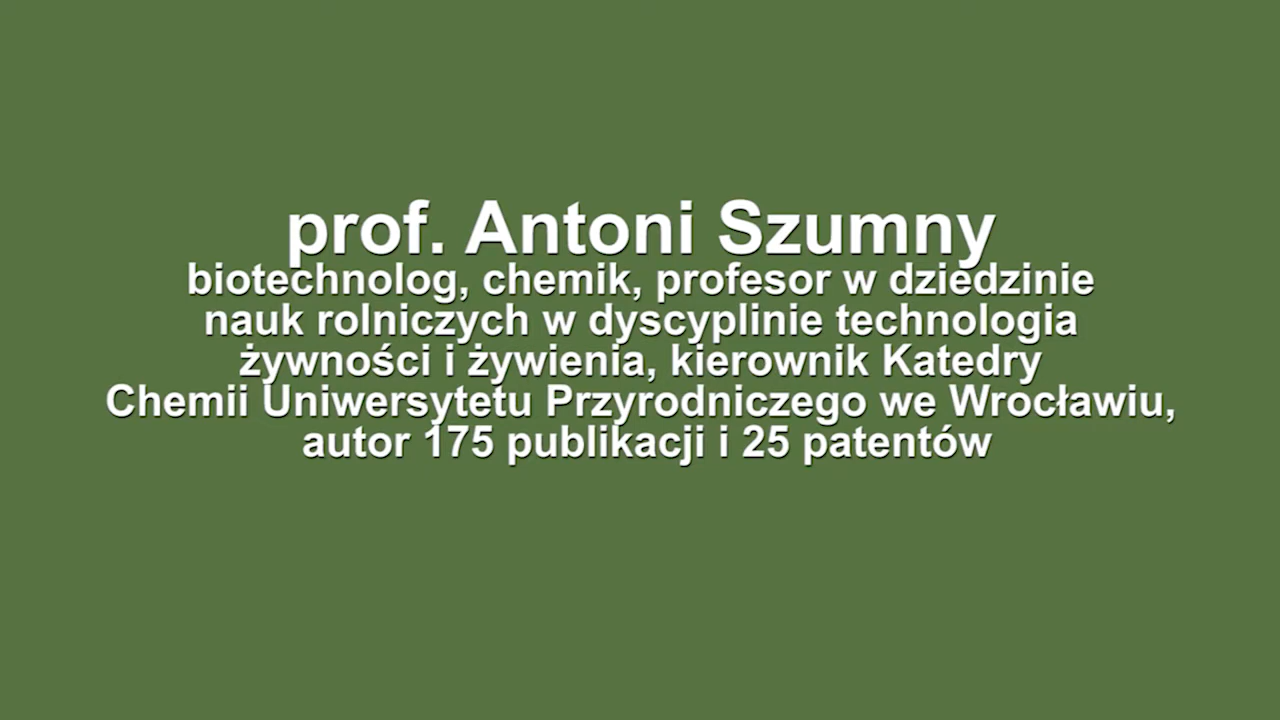 prof. Antoni Szumny
biotechnolog, chemik, profesor w dziedzinie
nauk rolniczych w dyscyplinie technologia
żywności i żywienia, kierownik Katedry
Chemii Uniwersytetu Przyrodniczego we Wrocławiu,
autor 175 publikacji i 25 patentów